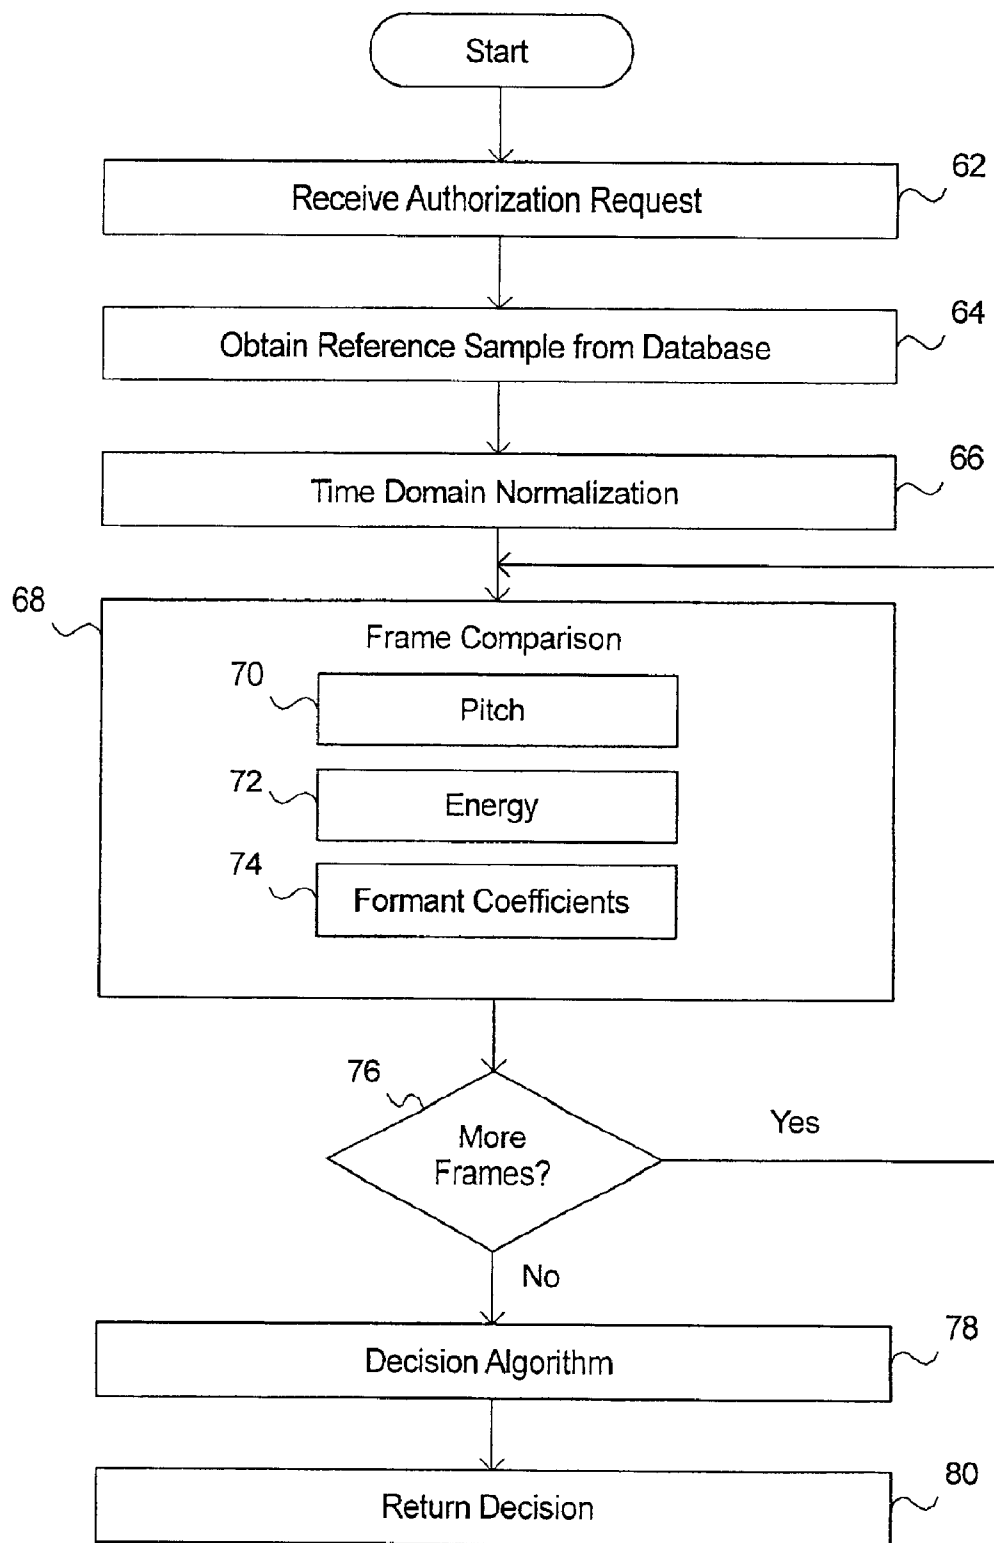 Start
Receive Authorization Request
62
Obtain Reference Sample from Database
64
Time Domain Normalization
66
68
Frame Comparison
70
Pitch
72
Energy
74
Formant Coefficients
76
More
Frames?
Yes
No
Decision Algorithm
78
Return Decision
80